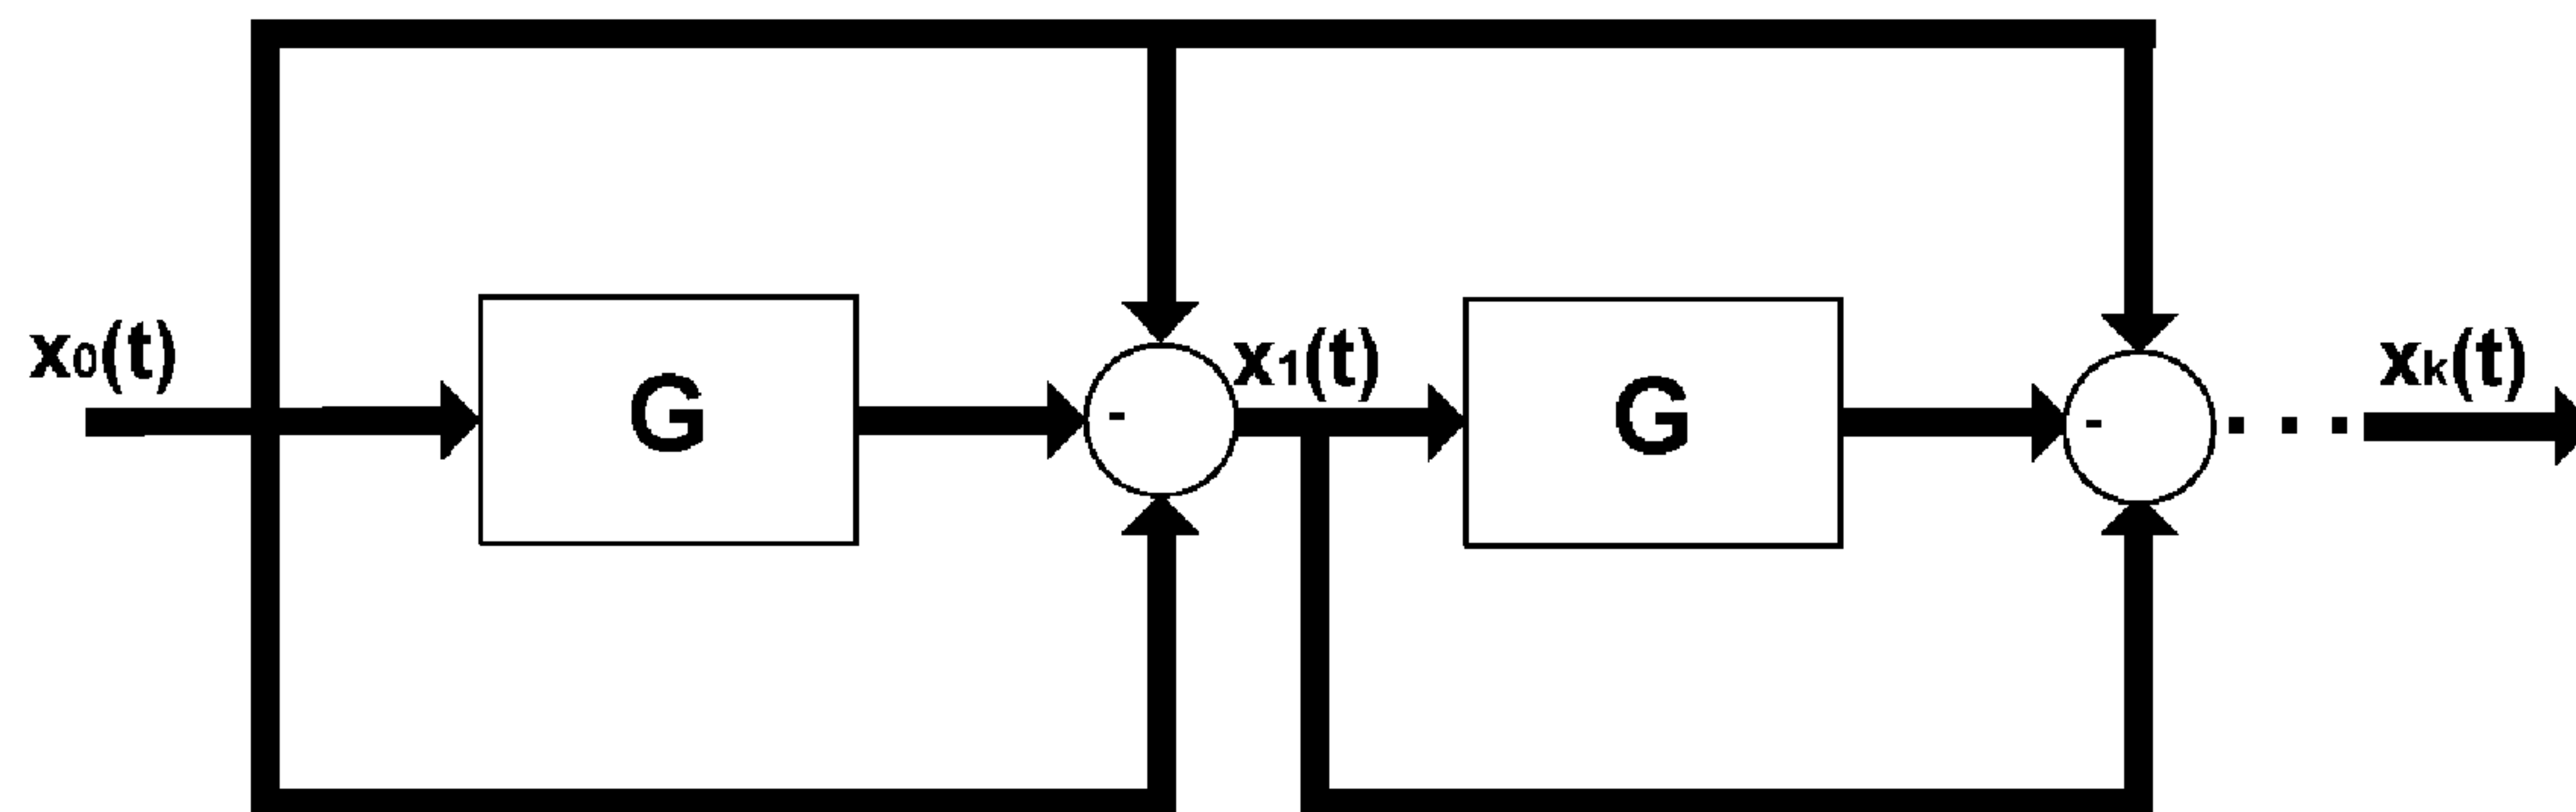 x₀(t)
G
-
x₁(t)
G
-
. . .
xₖ(t)